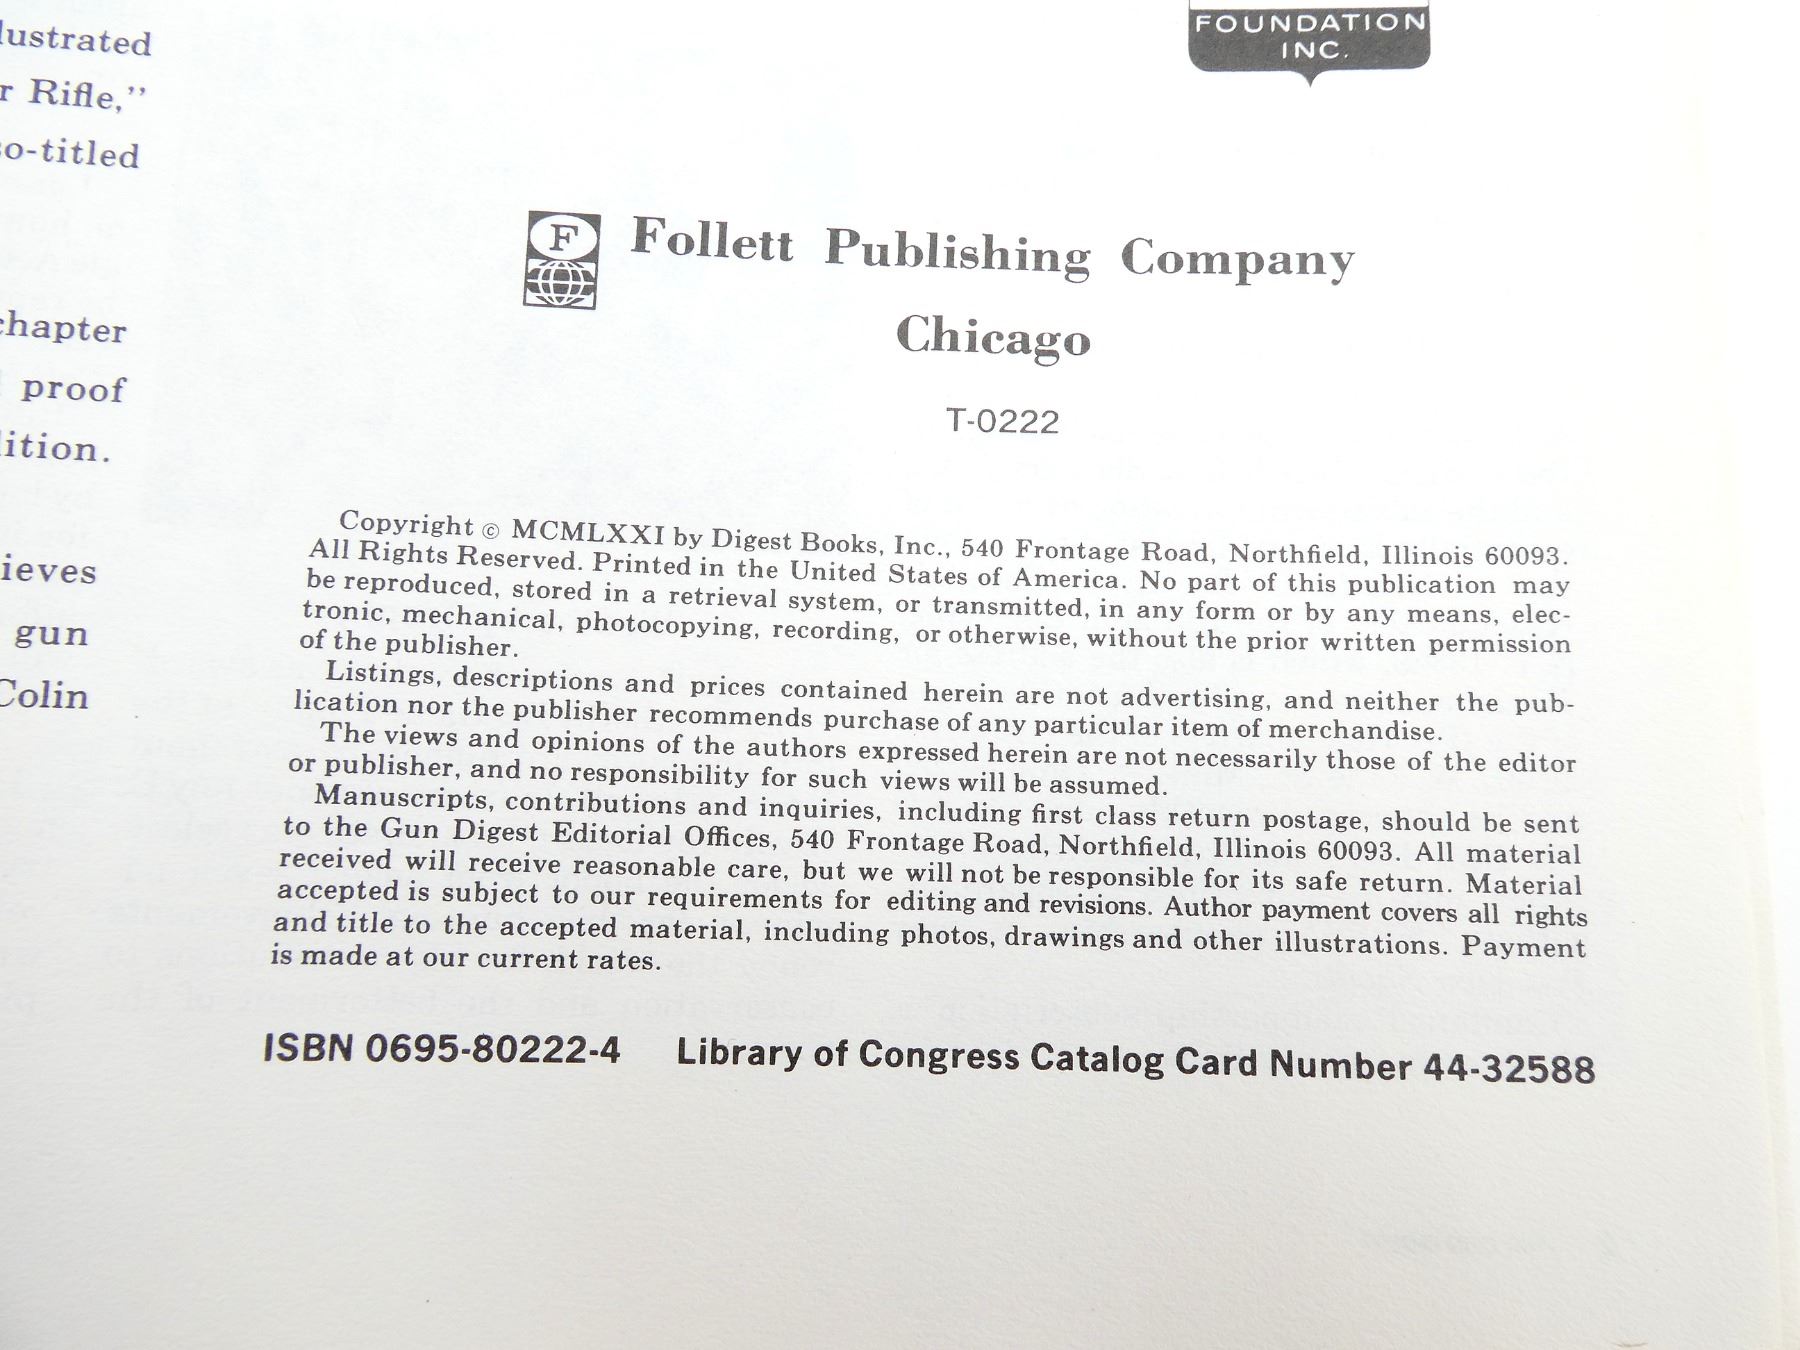 lustrated
r Rifle,”
so-titled
chapter
proof
lition.
ieves
gun
Colin
FOUNDATION
INC.
F
Follett Publishing Company
Chicago
T-0222
Copyright © MCMLXXI by Digest Books, Inc., 540 Frontage Road, Northfield, Illinois 60093.
All Rights Reserved. Printed in the United States of America. No part of this publication may
be reproduced, stored in a retrieval system, or transmitted, in any form or by any means, elec-
tronic, mechanical, photocopying, recording, or otherwise, without the prior written permission
of the publisher.
Listings, descriptions and prices contained herein are not advertising, and neither the pub-
lication nor the publisher recommends purchase of any particular item of merchandise.
The views and opinions of the authors expressed herein are not necessarily those of the editor
or publisher, and no responsibility for such views will be assumed.
Manuscripts, contributions and inquiries, including first class return postage, should be sent
to the Gun Digest Editorial Offices, 540 Frontage Road, Northfield, Illinois 60093. All material
received will receive reasonable care, but we will not be responsible for its safe return. Material
accepted is subject to our requirements for editing and revisions. Author payment covers all rights
and title to the accepted material, including photos, drawings and other illustrations. Payment
is made at our current rates.
ISBN 0695-80222-4 Library of Congress Catalog Card Number 44-32588